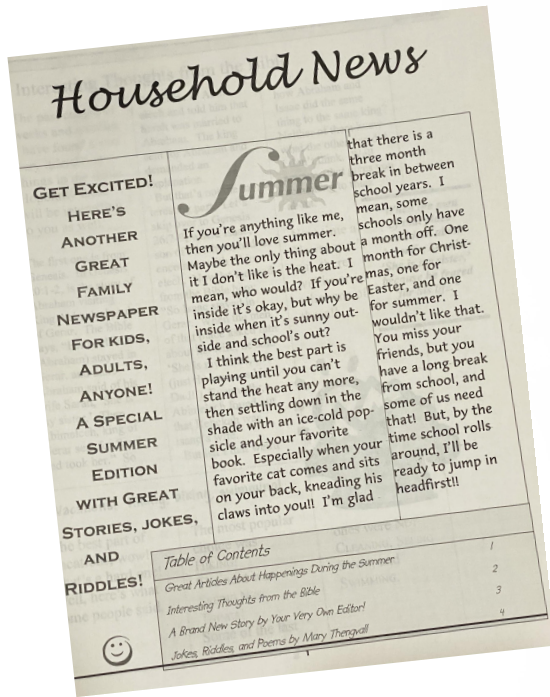 Household News
GET EXCITED!
HERE'S
ANOTHER
GREAT
FAMILY
NEWSPAPER
FOR KIDS,
ADULTS,
ANYONE!
A SPECIAL
SUMMER
EDITION
WITH GREAT
STORIES, JOKES,
AND
RIDDLES!
Summer
If you're anything like me,
then you'll love summer.
Maybe the only thing about
it I don't like is the heat. I
mean, who would? If you're
inside it's okay, but why be
inside when it's sunny out-
side and school's out?
I think the best part is
playing until you can't
stand the heat any more,
then settling down in the
shade with an ice-cold pop-
sicle and your favorite
book. Especially when your
favorite cat comes and sits
on your back, kneading his
claws into you!! I'm glad
that there is a
three month
break in between
school years. I
mean, some
schools only have
a month off. One
month for Christ-
mas, one for
Easter, and one
for summer. I
wouldn't like that.
You miss your
friends, but you
have a long break
from school, and
some of us need
that! But, by the
time school rolls
around, I'll be
ready to jump in
headfirst!!
Table of Contents
Great Articles About Happenings During the Summer 1
Interesting Thoughts from the Bible 2
A Brand New Story by Your Very Own Editor! 3
Jokes, Riddles, and Poems by Mary Thengvall 4
1